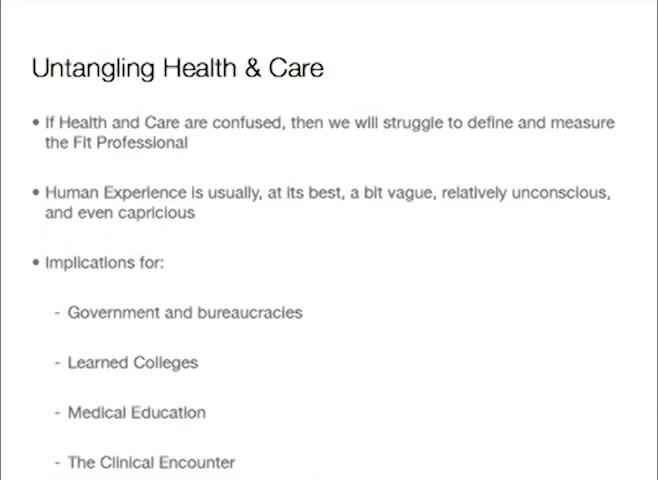 Untangling Health & Care
• If Health and Care are confused, then we will struggle to define and measure
the Fit Professional
• Human Experience is usually, at its best, a bit vague, relatively unconscious,
and even capricious
• Implications for:
- Government and bureaucracies
- Learned Colleges
- Medical Education
- The Clinical Encounter